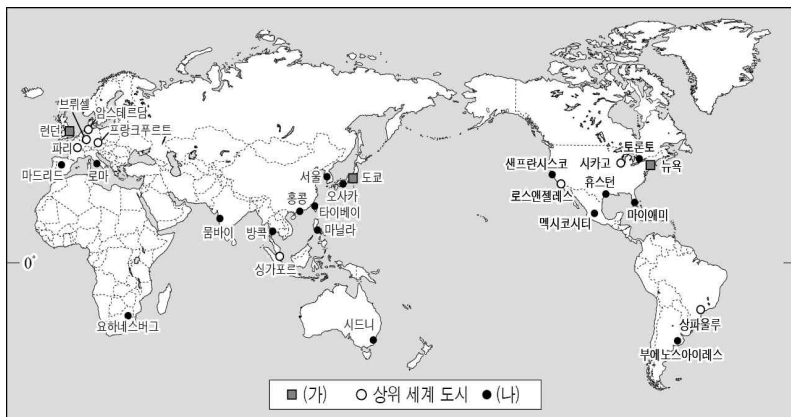 브뤼셀
암스테르담
런던
프랑크푸르트
파리
마드리드
로마
서울
도쿄
오사카
홍콩
타이베이
뭄바이
방콕
마닐라
싱가포르
0°
요하네스버그
시드니
토론토
샌프란시스코
시카고
뉴욕
휴스턴
로스앤젤레스
마이애미
멕시코시티
상파울루
부에노스아이레스
(가) 상위 세계 도시 (나)